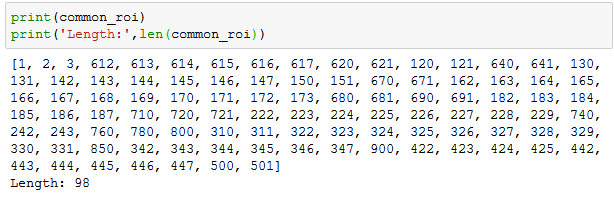 print(common_roi)
print('Length:',len(common_roi))
[1, 2, 3, 612, 613, 614, 615, 616, 617, 620, 621, 120, 121, 640, 641, 130,
131, 142, 143, 144, 145, 146, 147, 150, 151, 670, 671, 162, 163, 164, 165,
166, 167, 168, 169, 170, 171, 172, 173, 680, 681, 690, 691, 182, 183, 184,
185, 186, 187, 710, 720, 721, 222, 223, 224, 225, 226, 227, 228, 229, 740,
242, 243, 760, 780, 800, 310, 311, 322, 323, 324, 325, 326, 327, 328, 329,
330, 331, 850, 342, 343, 344, 345, 346, 347, 900, 422, 423, 424, 425, 442,
443, 444, 445, 446, 447, 500, 501]
Length: 98